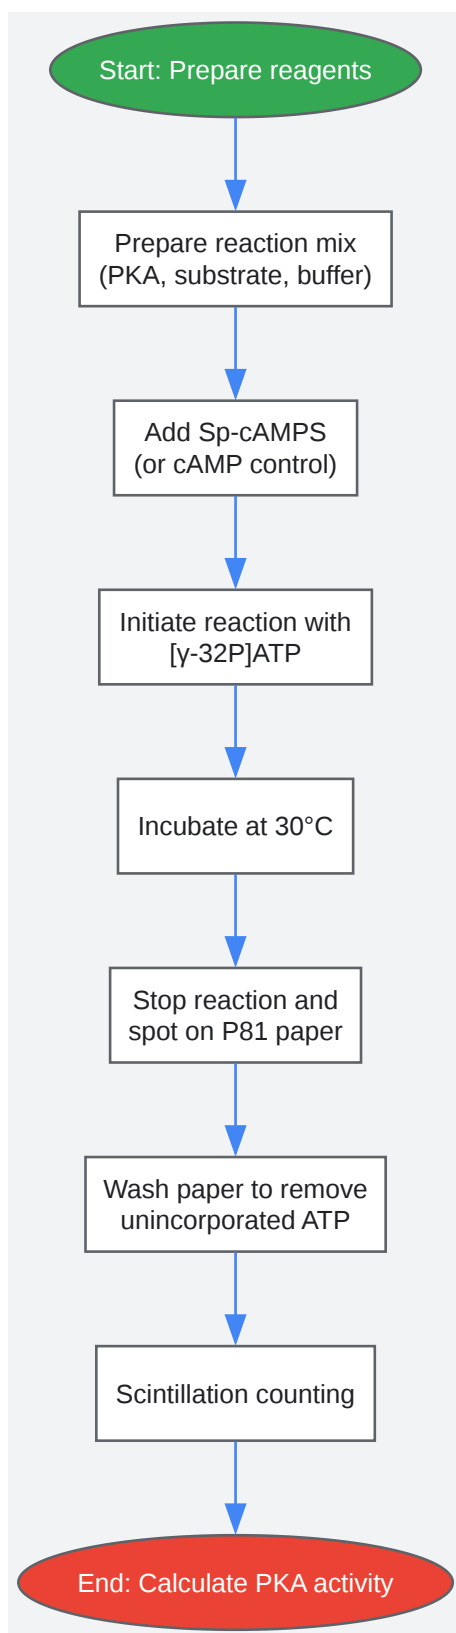 Start: Prepare reagents
Prepare reaction mix
(PKA, substrate, buffer)
Add Sp-cAMPS
(or cAMP control)
Initiate reaction with
[γ-32P]ATP
Incubate at 30°C
Stop reaction and
spot on P81 paper
Wash paper to remove
unincorporated ATP
Scintillation counting
End: Calculate PKA activity